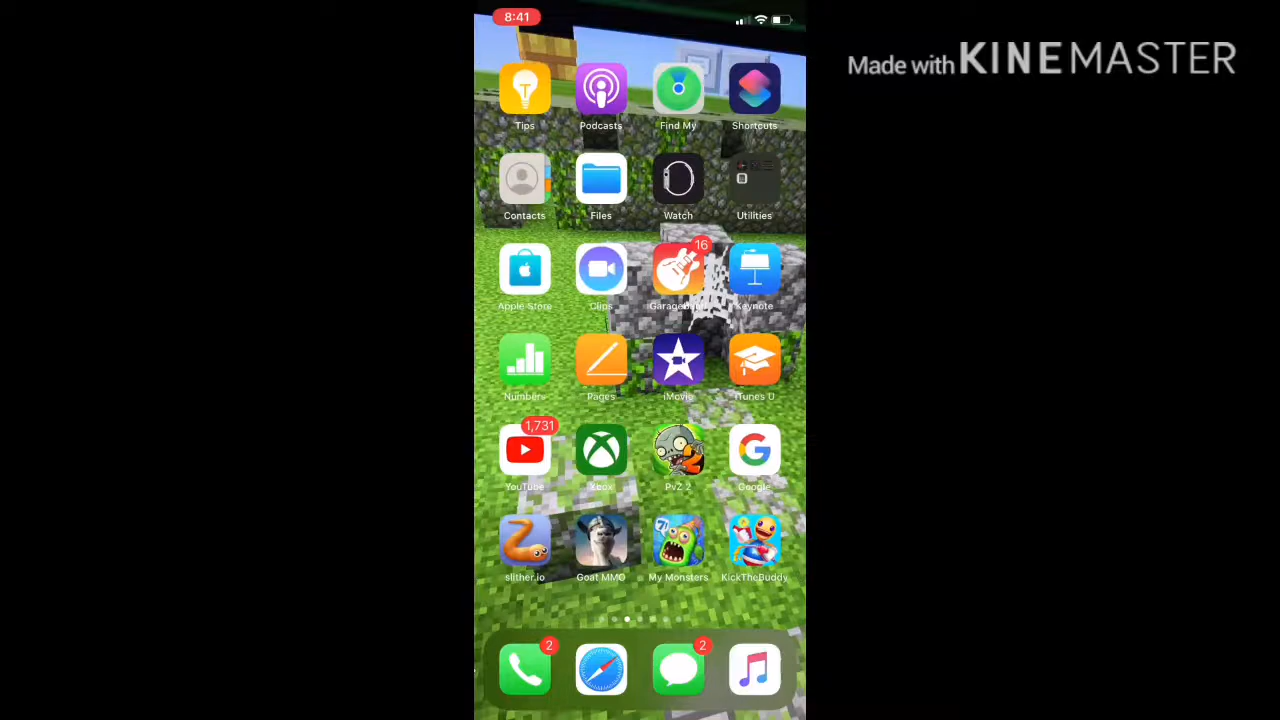 8:41
Made with KINEMASTER
Tips Podcasts Find My Shortcuts
Contacts Files Watch Utilities
16
Apple Store Clips GarageBand Keynote
Numbers Pages iMovie iTunes U
1,731
YouTube Xbox PvZ 2 Google
slither.io Goat MMO My Monsters KickTheBuddy
2 2